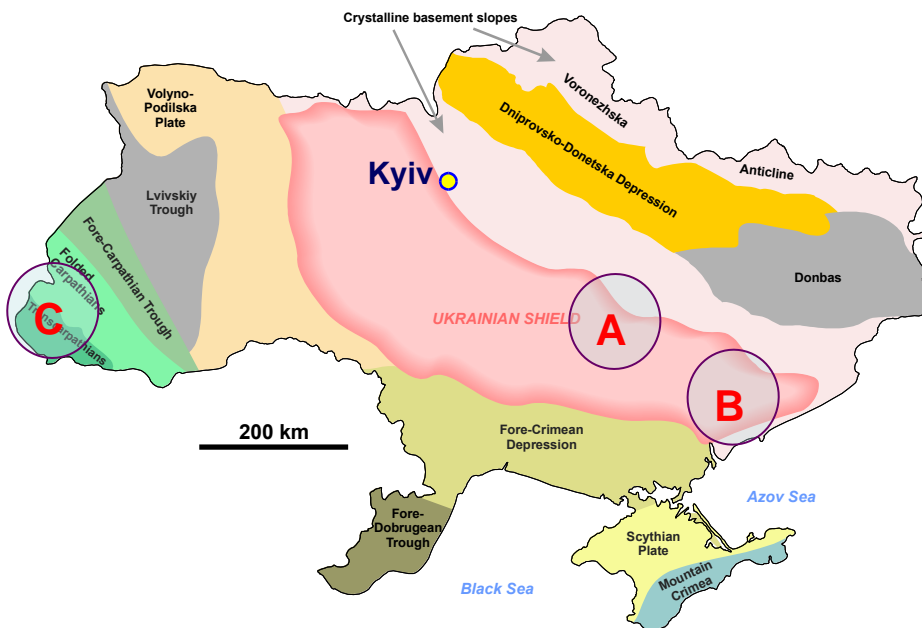 Crystalline basement slopes
Volyno-
Podilska
Plate
Voronezhska
Dniprovsko-Donetska Depression
Anticline
Kyiv
Lvivskiy
Trough
Fore-Carpathian Trough
Folded
Carpathians
Transcarpathians
C
Donbas
UKRAINIAN SHIELD
A
B
200 km
Fore-Crimean
Depression
Azov Sea
Fore-
Dobrugean
Trough
Scythian
Plate
Mountain
Crimea
Black Sea